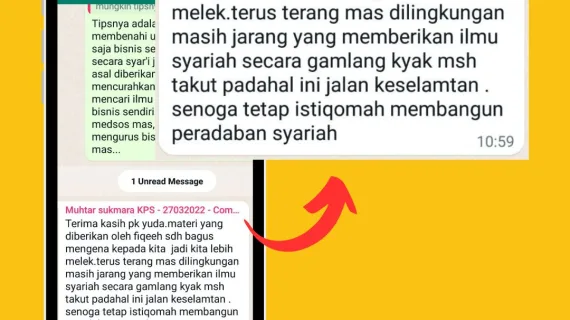 mungkin tipsn
Tipsnya adala
membenahi u
saja bisnis se
secara syar'i j
asal diberikan
mencurahkan
mencari ilmu
bisnis sendiri
medsos mas,
mengurus bis
mas...
melek.terus terang mas dilingkungan
masih jarang yang memberikan ilmu
syariah secara gamlang kyak msh
takut padahal ini jalan keselamtan .
senoga tetap istiqomah membangun
peradaban syariah
10:59
1 Unread Message
Muhtar sukmara KPS - 27032022 - Com...
Terima kasih pk yuda.materi yang
diberikan oleh fiqeeh sdh bagus
mengena kepada kita jadi kita lebih
melek.terus terang mas dilingkungan
masih jarang yang memberikan ilmu
syariah secara gamlang kyak msh
takut padahal ini jalan keselamtan .
senoga tetap istiqomah membangun